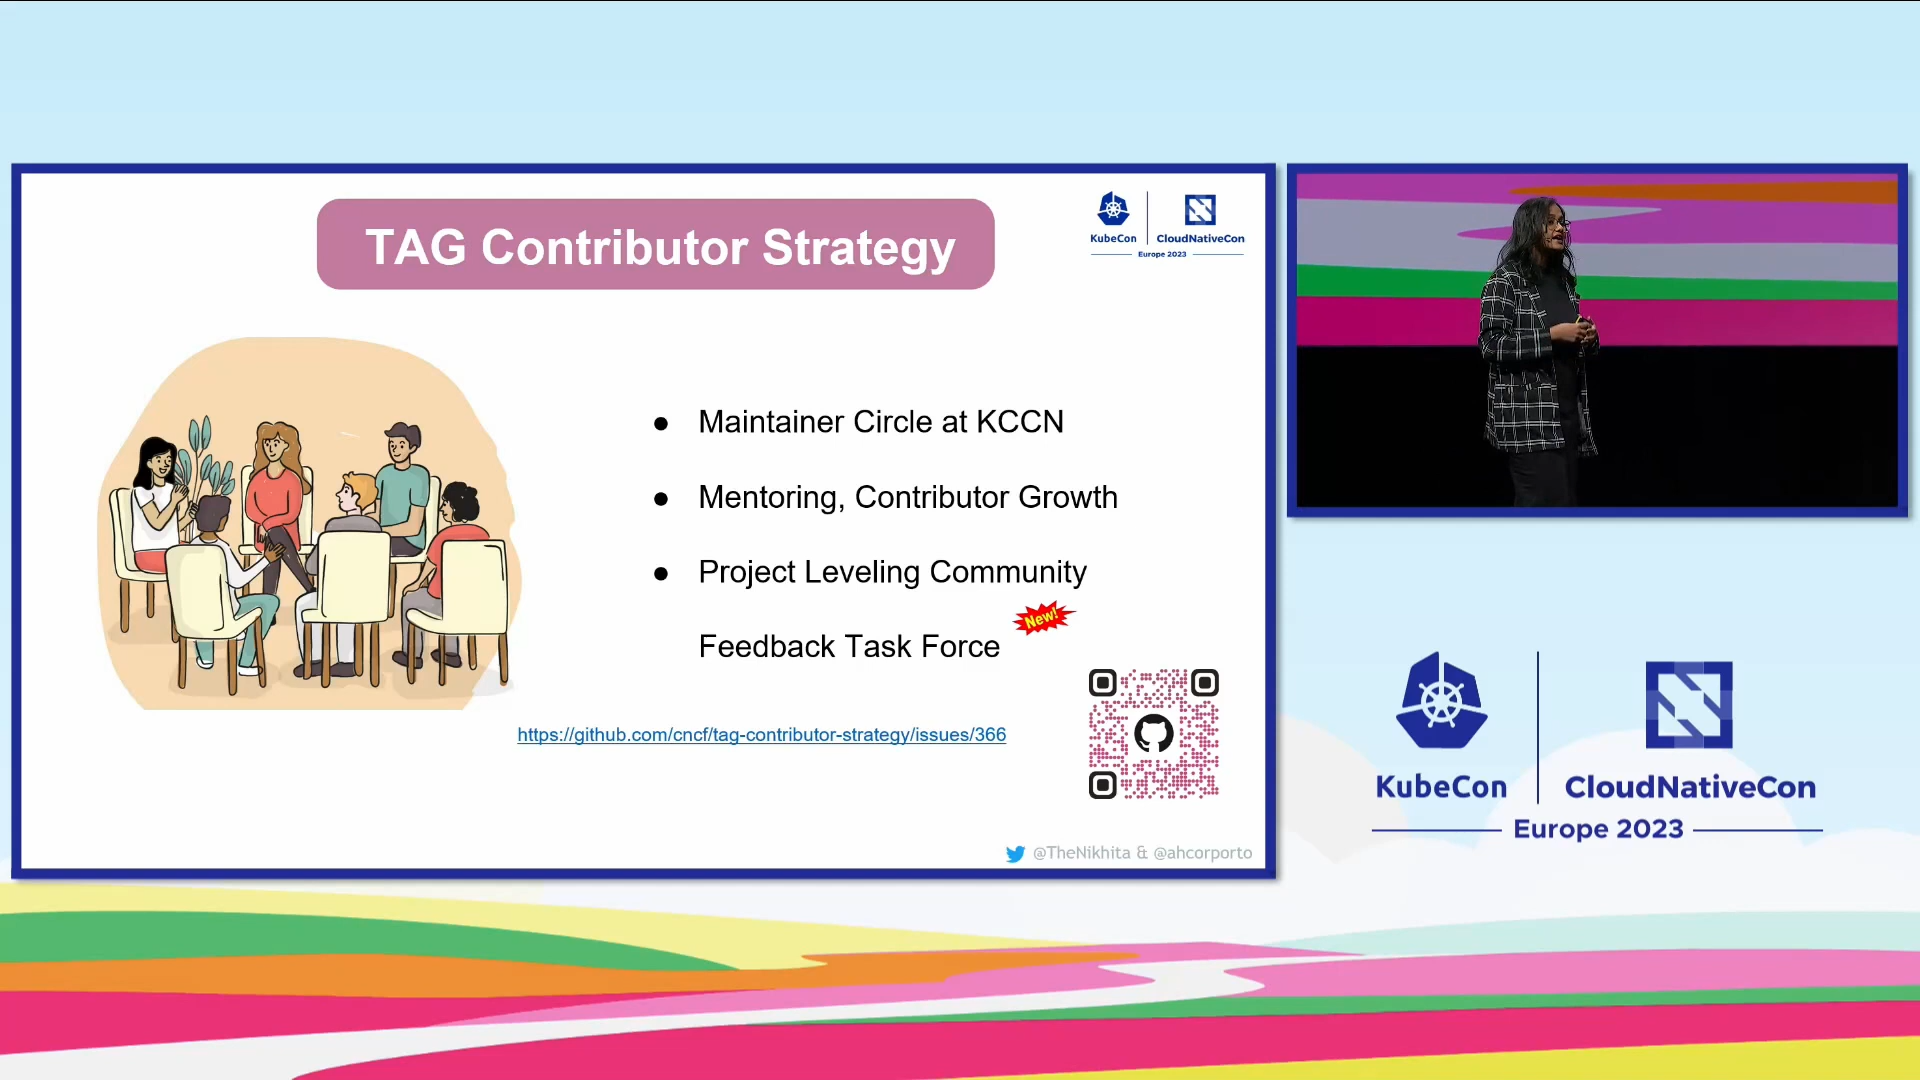 TAG Contributor Strategy
KubeCon
CloudNativeCon
Europe 2023
● Maintainer Circle at KCCN
● Mentoring, Contributor Growth
● Project Leveling Community
New!
Feedback Task Force
https://github.com/cncf/tag-contributor-strategy/issues/366
@TheNikhita & @ahcorporto
KubeCon
CloudNativeCon
Europe 2023